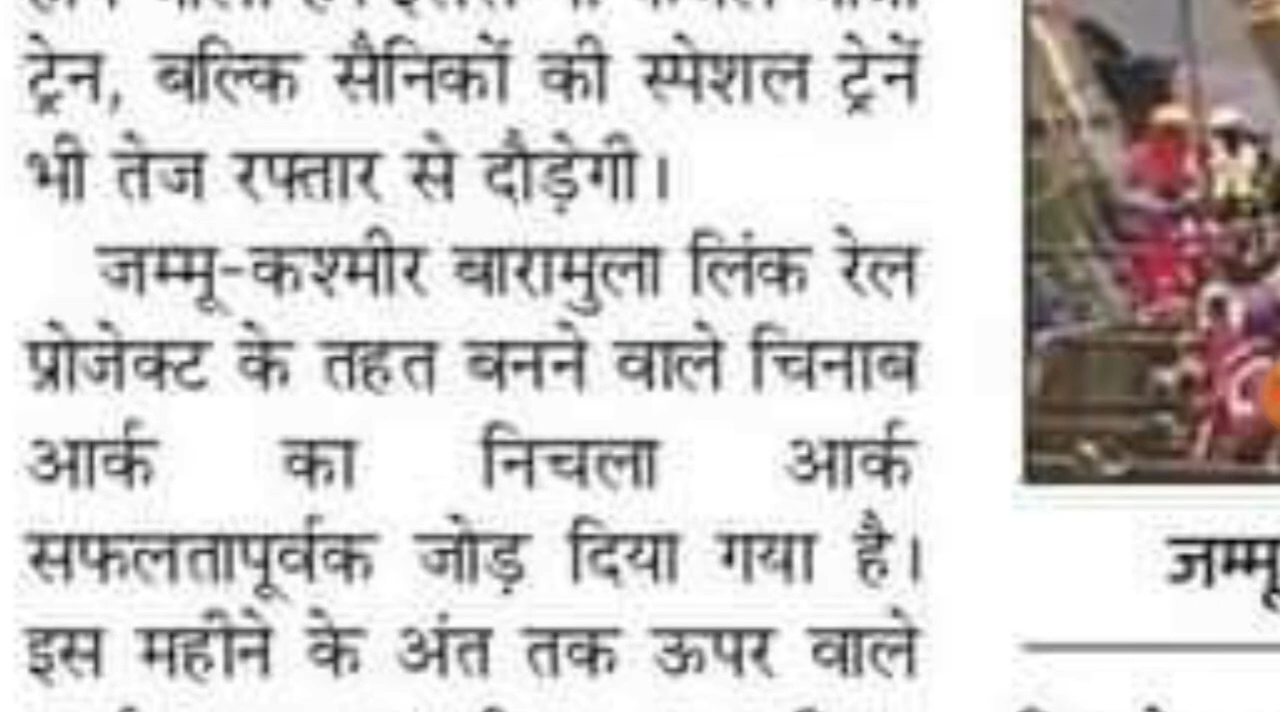 ट्रेन, बल्कि सैनिकों की स्पेशल ट्रेनें
भी तेज रफ्तार से दौड़ेगी।
जम्मू-कश्मीर बारामुला लिंक रेल
प्रोजेक्ट के तहत बनने वाले चिनाब
आर्क का निचला आर्क
सफलतापूर्वक जोड़ दिया गया है।
इस महीने के अंत तक ऊपर वाले
जम्मू